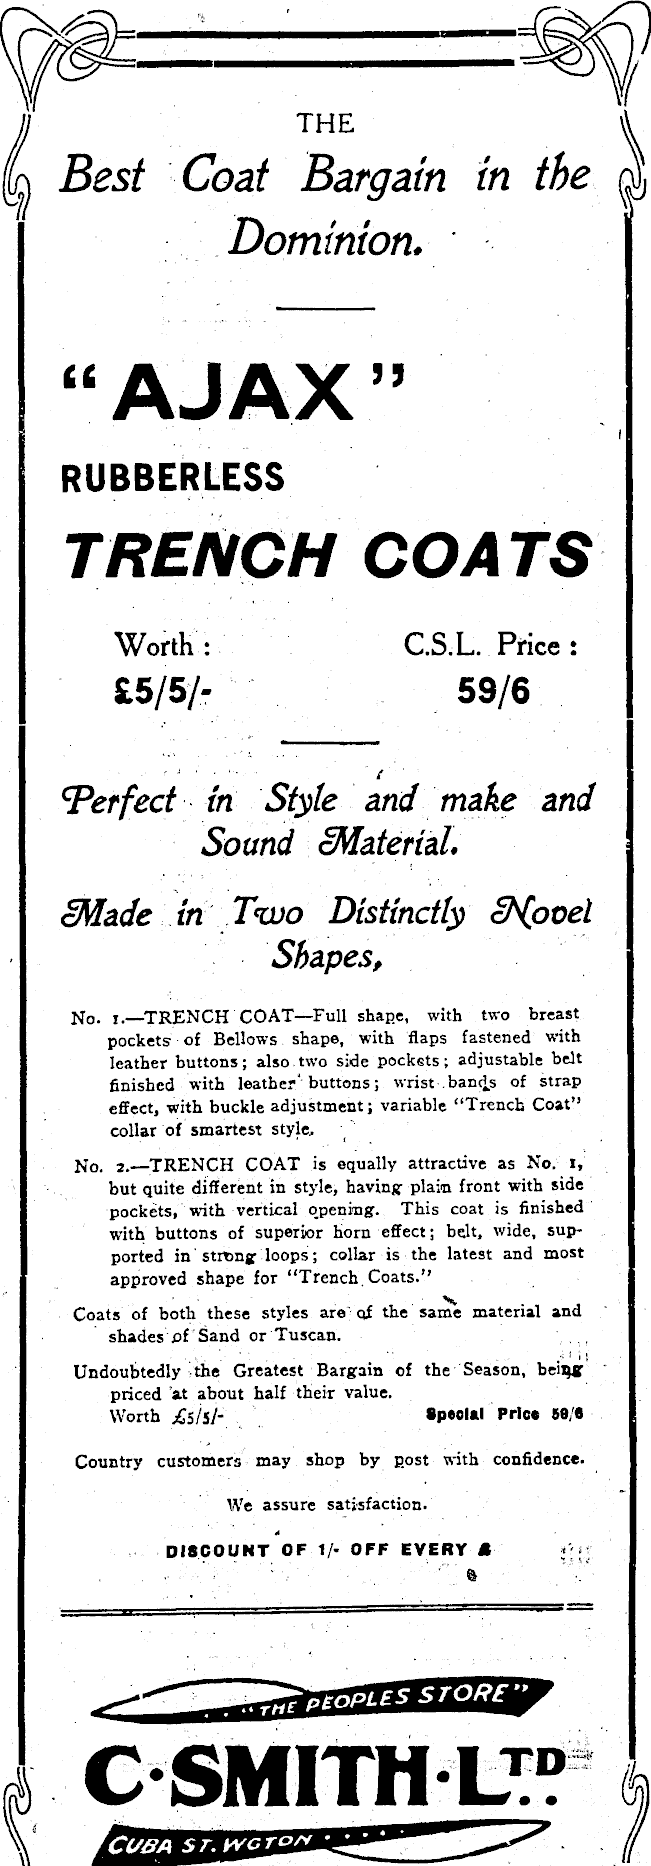 THE
Best Coat Bargain in the
Dominion.
"AJAX"
RUBBERLESS
TRENCH COATS
Worth : C.S.L. Price :
£5/5/- 59/6
Perfect in Style and make and
Sound Material.
Made in Two Distinctly Novel
Shapes,
No. 1.—TRENCH COAT—Full shape, with two breast
pockets of Bellows shape, with flaps fastened with
leather buttons; also two side pockets; adjustable belt
finished with leather buttons; wrist bands of strap
effect, with buckle adjustment; variable "Trench Coat"
collar of smartest style.
No. 2.—TRENCH COAT is equally attractive as No. 1,
but quite different in style, having plain front with side
pockets, with vertical opening. This coat is finished
with buttons of superior horn effect; belt, wide, sup-
ported in strong loops; collar is the latest and most
approved shape for "Trench Coats."
Coats of both these styles are of the same material and
shades of Sand or Tuscan.
Undoubtedly the Greatest Bargain of the Season, being
priced at about half their value.
Worth £5/5/- Special Price 59/6
Country customers may shop by post with confidence.
We assure satisfaction.
DISCOUNT OF 1/- OFF EVERY £
"THE PEOPLES STORE"
C. SMITH. LTD.
CUBA ST. WGTON